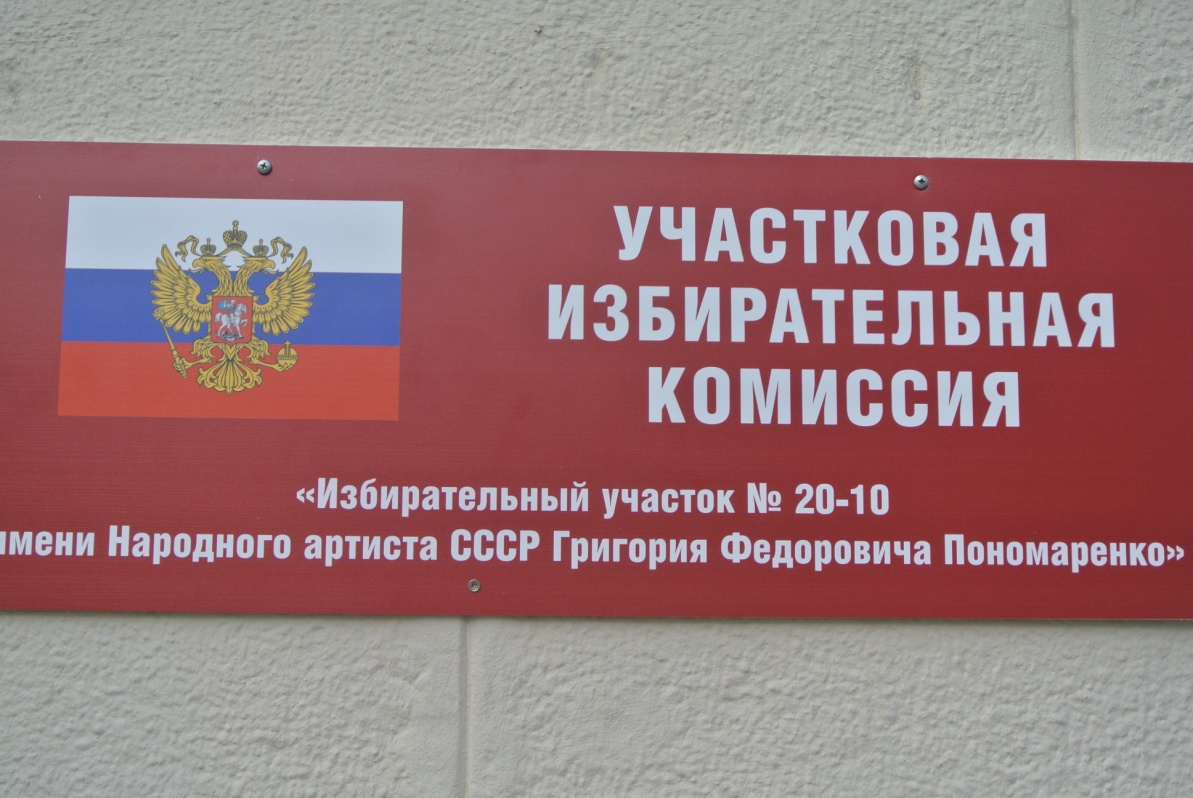 УЧАСТКОВАЯ
ИЗБИРАТЕЛЬНАЯ
КОМИССИЯ
«Избирательный участок № 20-10
имени Народного артиста СССР Григория Федоровича Пономаренко»